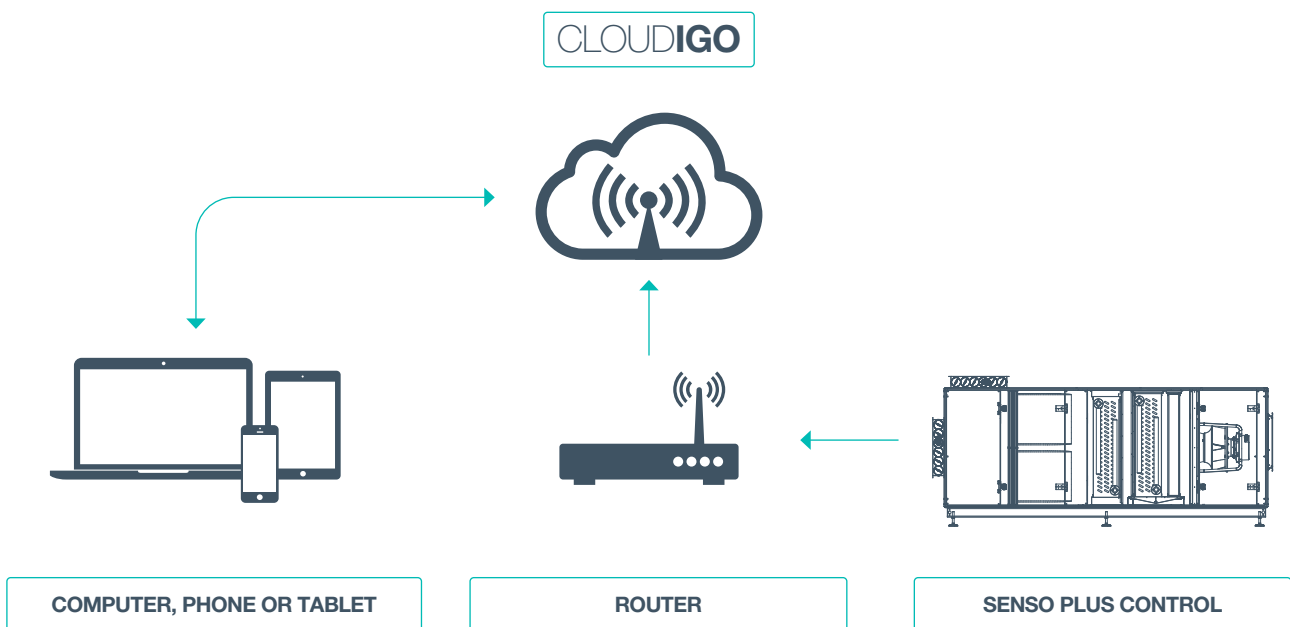 CLOUDIGO
COMPUTER, PHONE OR TABLET
ROUTER
SENSO PLUS CONTROL